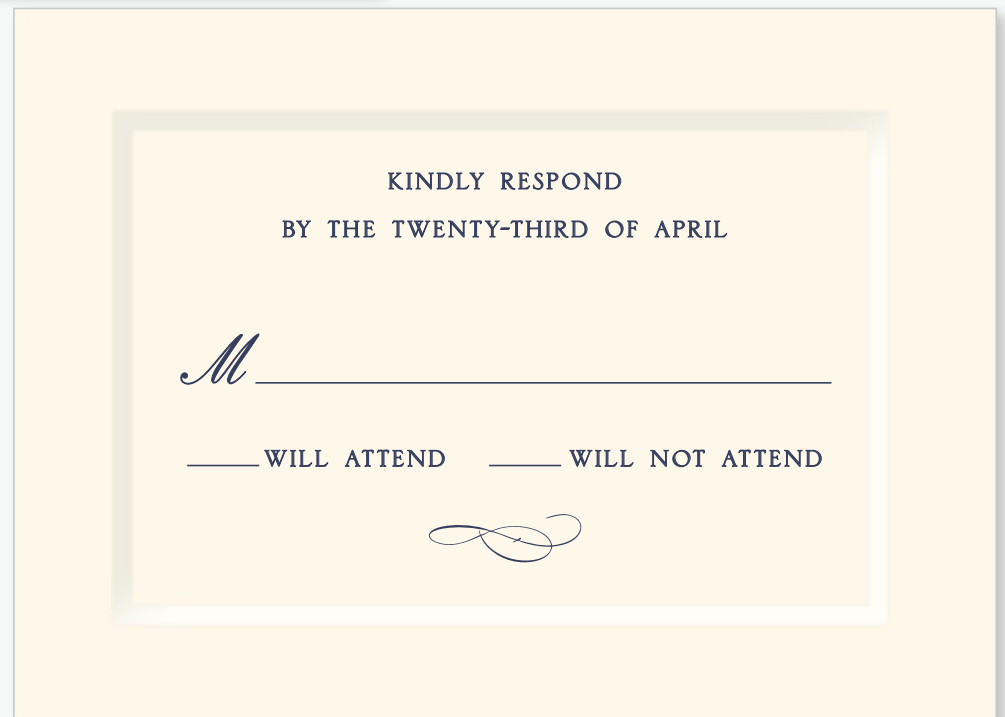 KINDLY RESPOND
BY THE TWENTY-THIRD OF APRIL
M
WILL ATTEND WILL NOT ATTEND